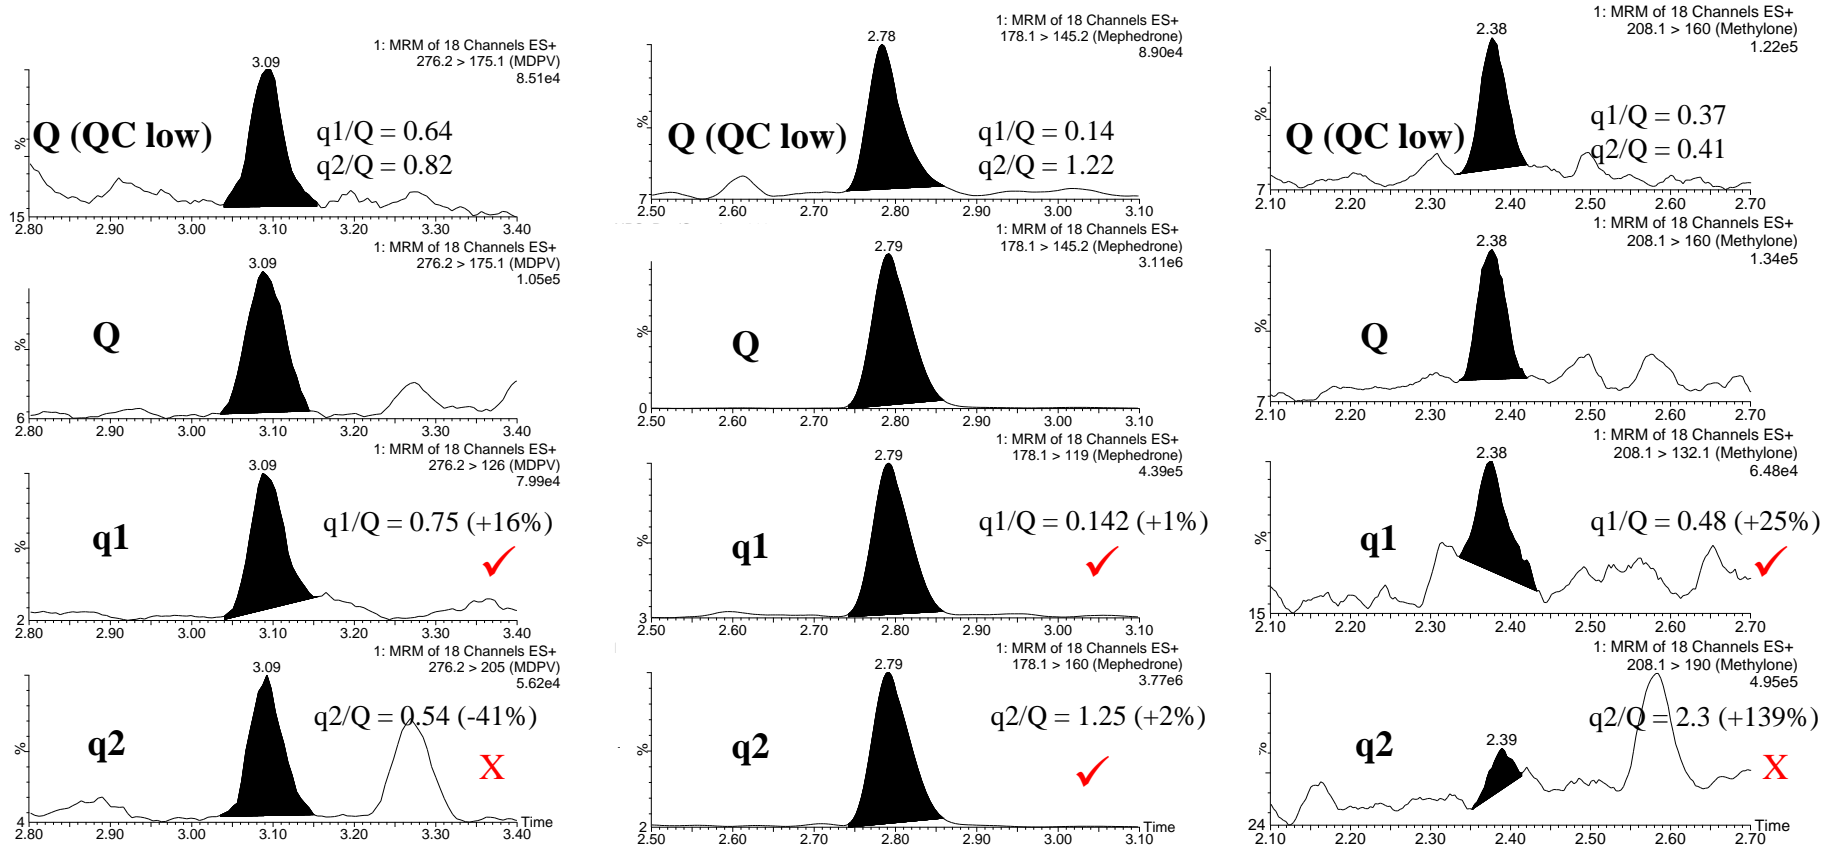 1: MRM of 18 Channels ES+
276.2 > 175.1 (MDPV)
8.51e4
3.09
%
Q (QC low)
q1/Q = 0.64
q2/Q = 0.82
15
2.80 2.90 3.00 3.10 3.20 3.30 3.40
1: MRM of 18 Channels ES+
276.2 > 175.1 (MDPV)
1.05e5
3.09
%
Q
6
2.80 2.90 3.00 3.10 3.20 3.30 3.40
1: MRM of 18 Channels ES+
276.2 > 126 (MDPV)
7.99e4
3.09
%
q1
q1/Q = 0.75 (+16%)
✓
2
2.80 2.90 3.00 3.10 3.20 3.30 3.40
1: MRM of 18 Channels ES+
276.2 > 205 (MDPV)
5.62e4
3.09
%
q2
q2/Q = 0.54 (-41%)
X
4
Time
2.80 2.90 3.00 3.10 3.20 3.30 3.40
1: MRM of 18 Channels ES+
178.1 > 145.2 (Mephedrone)
8.90e4
2.78
%
Q (QC low)
q1/Q = 0.14
q2/Q = 1.22
7
2.50 2.60 2.70 2.80 2.90 3.00 3.10
1: MRM of 18 Channels ES+
178.1 > 145.2 (Mephedrone)
3.11e6
2.79
%
Q
0
2.50 2.60 2.70 2.80 2.90 3.00 3.10
1: MRM of 18 Channels ES+
178.1 > 119 (Mephedrone)
4.39e5
2.79
%
q1
q1/Q = 0.142 (+1%)
✓
3
2.50 2.60 2.70 2.80 2.90 3.00 3.10
1: MRM of 18 Channels ES+
178.1 > 160 (Mephedrone)
3.77e6
2.79
%
q2
q2/Q = 1.25 (+2%)
✓
2
Time
2.50 2.60 2.70 2.80 2.90 3.00 3.10
1: MRM of 18 Channels ES+
208.1 > 160 (Methylone)
1.22e5
2.38
%
Q (QC low)
q1/Q = 0.37
q2/Q = 0.41
7
2.10 2.20 2.30 2.40 2.50 2.60 2.70
1: MRM of 18 Channels ES+
208.1 > 160 (Methylone)
1.34e5
2.38
%
Q
7
2.10 2.20 2.30 2.40 2.50 2.60 2.70
1: MRM of 18 Channels ES+
208.1 > 132.1 (Methylone)
6.48e4
2.38
%
q1
q1/Q = 0.48 (+25%)
✓
15
2.10 2.20 2.30 2.40 2.50 2.60 2.70
1: MRM of 18 Channels ES+
208.1 > 190 (Methylone)
4.95e5
2.39
%
q2
q2/Q = 2.3 (+139%)
X
24
Time
2.10 2.20 2.30 2.40 2.50 2.60 2.70